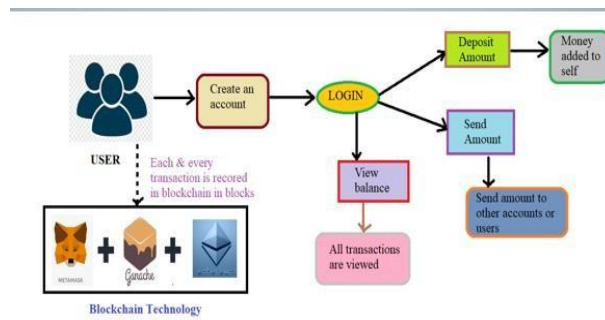 USER
Create an
account
LOGIN
Deposit
Amount
Money
added to
self
Send
Amount
Send amount to
other accounts or
users
View
balance
All transactions
are viewed
Each & every
transaction is recored
in blockchain in blocks
METAMASK
Ganache
Blockchain Technology